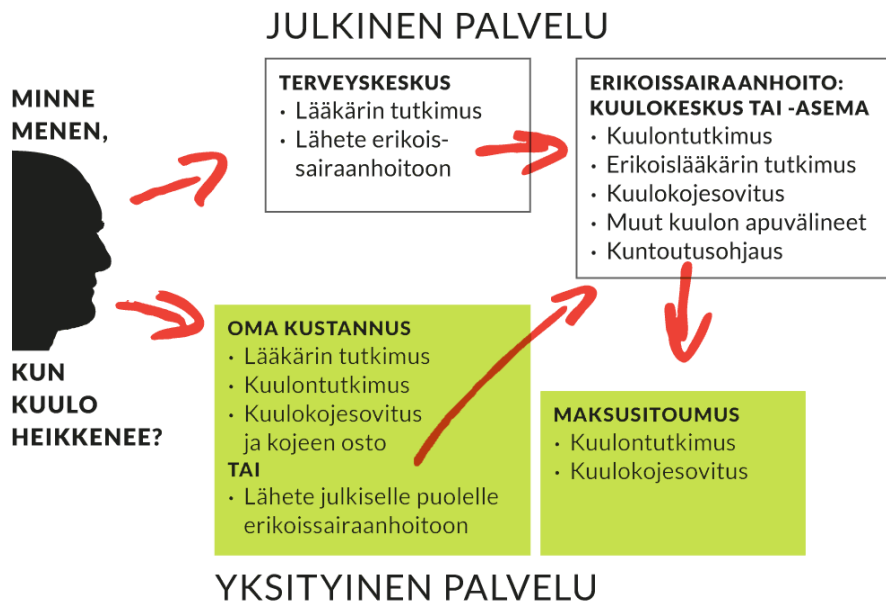 JULKINEN PALVELU
MINNE
MENEN,
KUN
KUULO
HEIKKENEE?
TERVEYSKESKUS
· Lääkärin tutkimus
· Lähete erikois-
sairaanhoitoon
ERIKOISSAIRAANHOITO:
KUULOKESKUS TAI -ASEMA
· Kuulontutkimus
· Erikoislääkärin tutkimus
· Kuulokojesovitus
· Muut kuulon apuvälineet
· Kuntoutusohjaus
OMA KUSTANNUS
· Lääkärin tutkimus
· Kuulontutkimus
· Kuulokojesovitus
ja kojeen osto
TAI
· Lähete julkiselle puolelle
erikoissairaanhoitoon
MAKSUSITOUMUS
· Kuulontutkimus
· Kuulokojesovitus
YKSITYINEN PALVELU